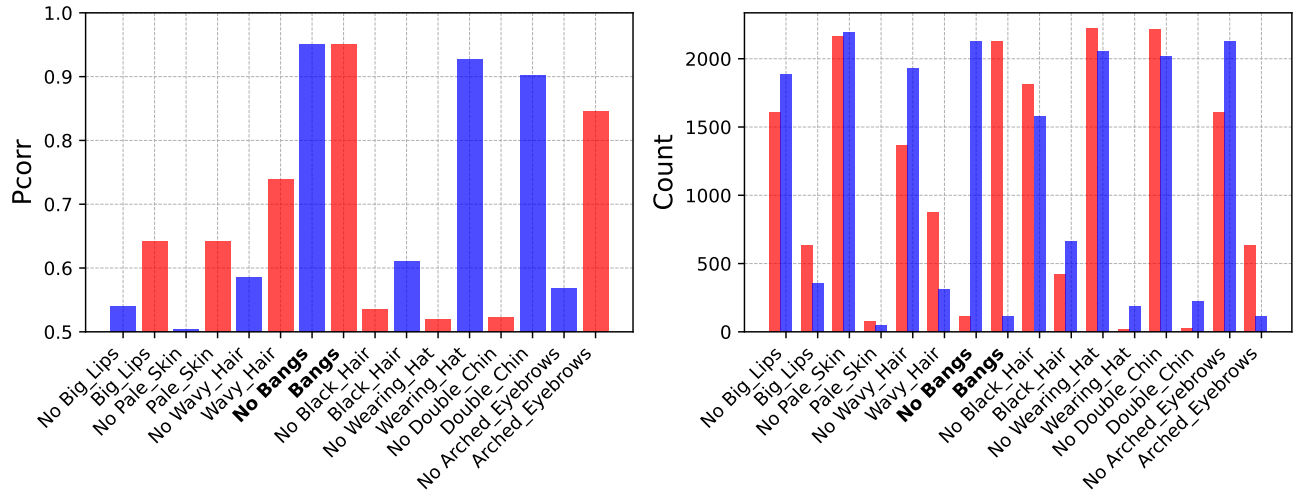 Pcorr
1.0
0.9
0.8
0.7
0.6
0.5
No Big_Lips
Big_Lips
No Pale_Skin
Pale_Skin
No Wavy_Hair
Wavy_Hair
No Bangs
Bangs
No Black_Hair
Black_Hair
No Wearing_Hat
Wearing_Hat
No Double_Chin
Double_Chin
No Arched_Eyebrows
Arched_Eyebrows
Count
2000
1500
1000
500
0
No Big_Lips
Big_Lips
No Pale_Skin
Pale_Skin
No Wavy_Hair
Wavy_Hair
No Bangs
Bangs
No Black_Hair
Black_Hair
No Wearing_Hat
Wearing_Hat
No Double_Chin
Double_Chin
No Arched_Eyebrows
Arched_Eyebrows